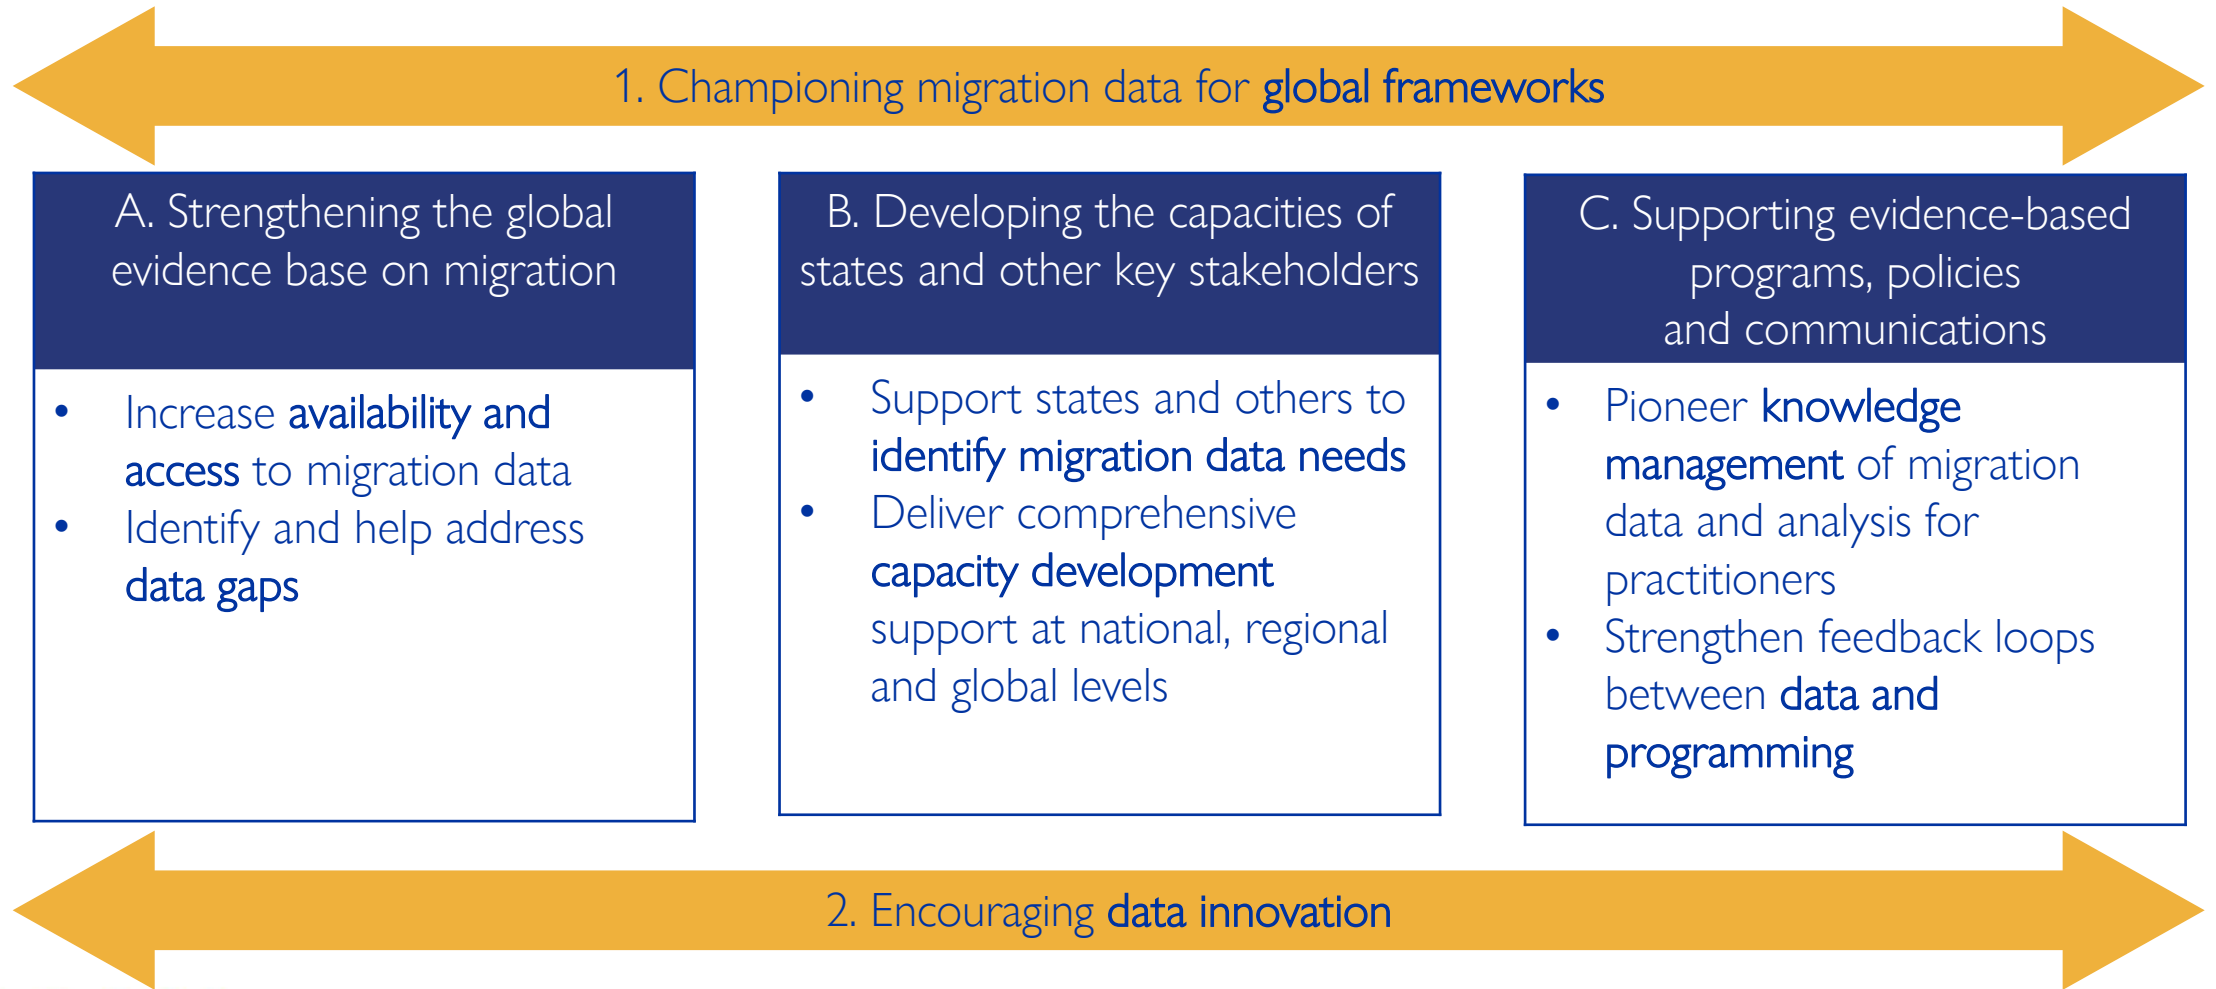 1. Championing migration data for global frameworks
A. Strengthening the global
evidence base on migration
• Increase availability and
access to migration data
• Identify and help address
data gaps
B. Developing the capacities of
states and other key stakeholders
• Support states and others to
identify migration data needs
• Deliver comprehensive
capacity development
support at national, regional
and global levels
C. Supporting evidence-based
programs, policies
and communications
• Pioneer knowledge
management of migration
data and analysis for
practitioners
• Strengthen feedback loops
between data and
programming
2. Encouraging data innovation